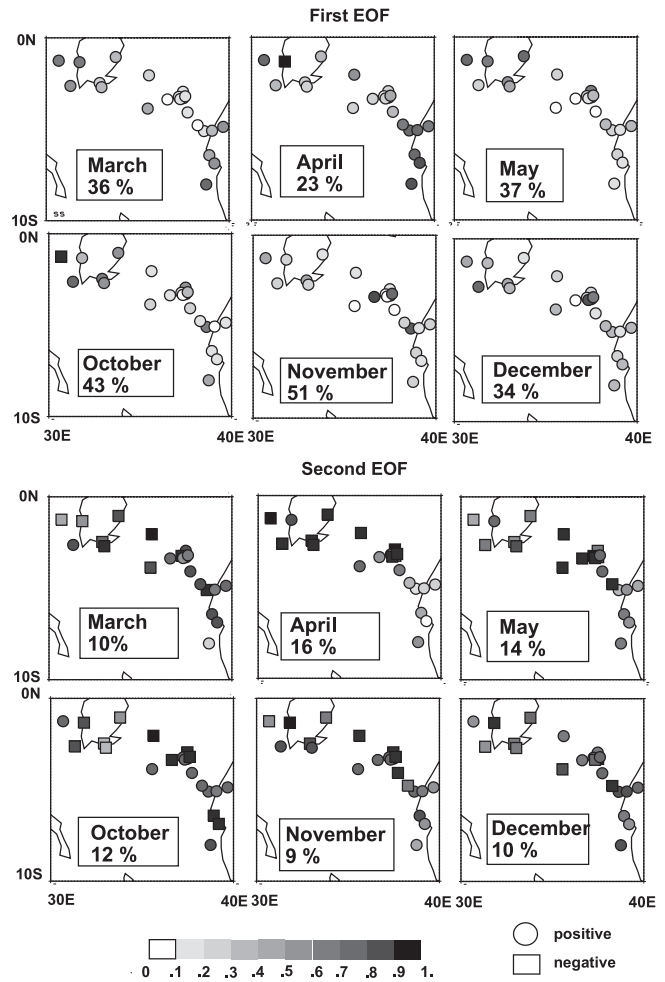 First EOF
0N
March
36 %
ss
10S
April
23 %
May
37 %
0N
October
43 %
10S
30E
40E
November
51 %
30E
December
34 %
40E 30E
40E
Second EOF
0N
March
10%
10S
April
16 %
May
14 %
0N
October
12 %
10S
30E
40E
November
9 %
30E
40E
December
10 %
30E
40E
0 .1 .2 .3 .4 .5 .6 .7 .8 .9 1.
positive
negative